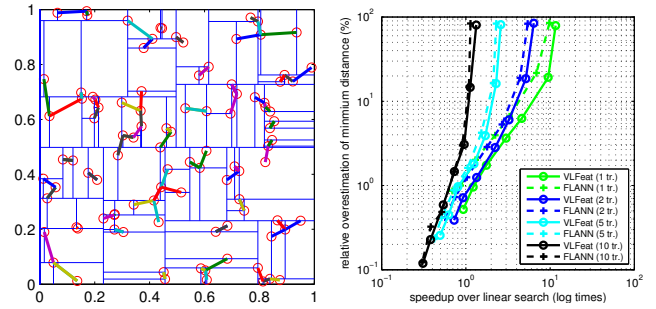 1
0.8
0.6
0.4
0.2
0
0 0.2 0.4 0.6 0.8 1
relative overestimation of minmium distamnce (%)
10^2
10^1
10^0
10^-1
10^-1 10^0 10^1 10^2
speedup over linear search (log times)
VLFeat (1 tr.)
FLANN (1 tr.)
VLFeat (2 tr.)
FLANN (2 tr.)
VLFeat (5 tr.)
FLANN (5 tr.)
VLFeat (10 tr.)
FLANN (10 tr.)